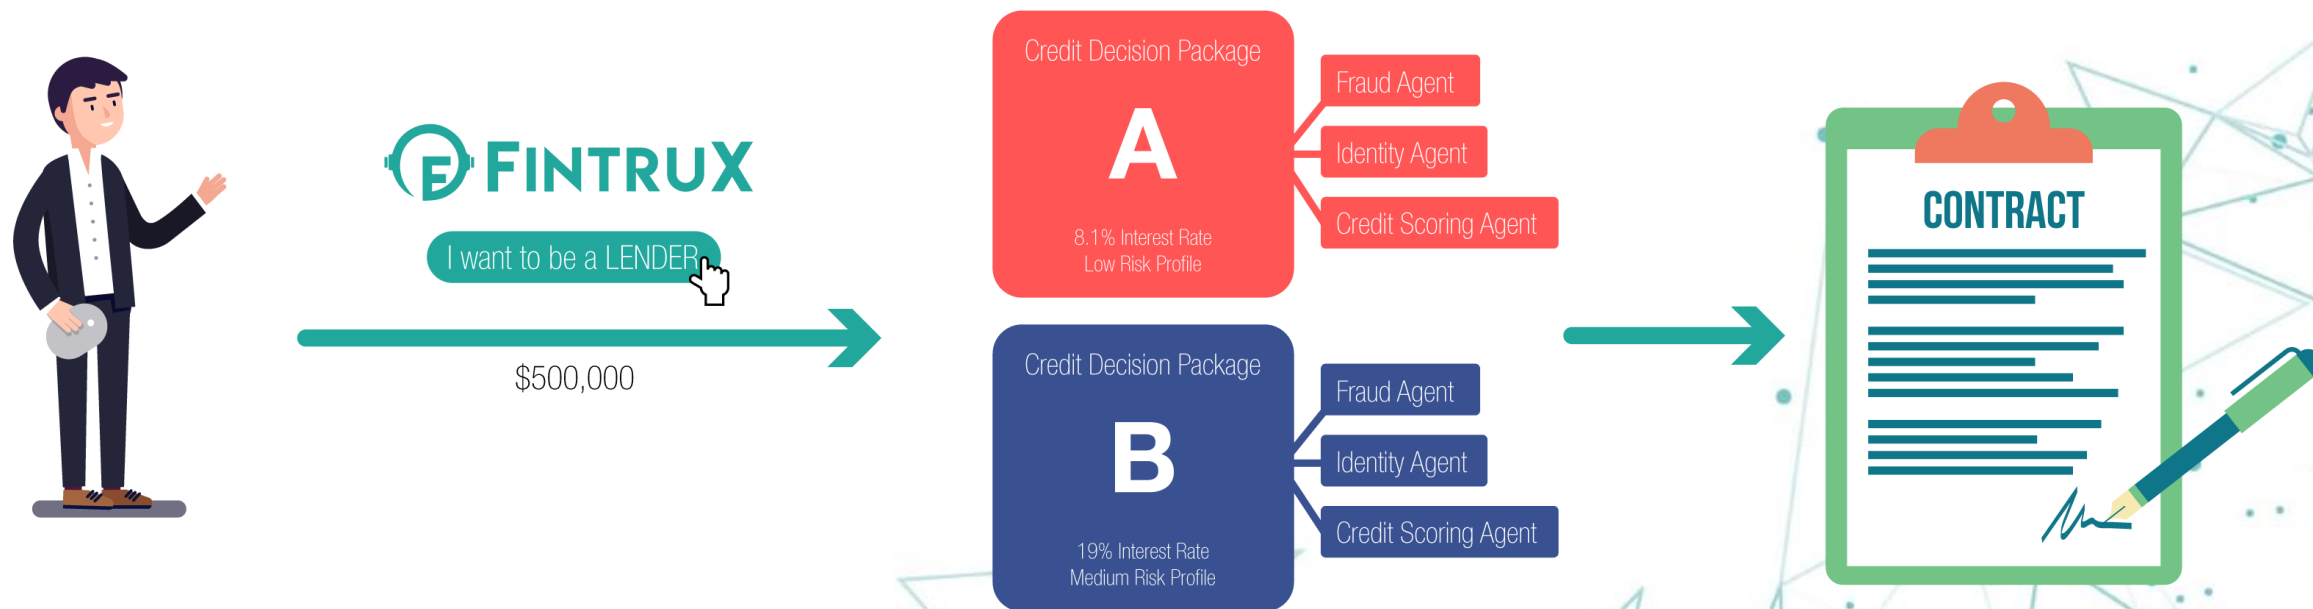 FINTRUX
I want to be a LENDER
$500,000
Credit Decision Package
A
8.1% Interest Rate
Low Risk Profile
Fraud Agent
Identity Agent
Credit Scoring Agent
Credit Decision Package
B
19% Interest Rate
Medium Risk Profile
Fraud Agent
Identity Agent
Credit Scoring Agent
CONTRACT